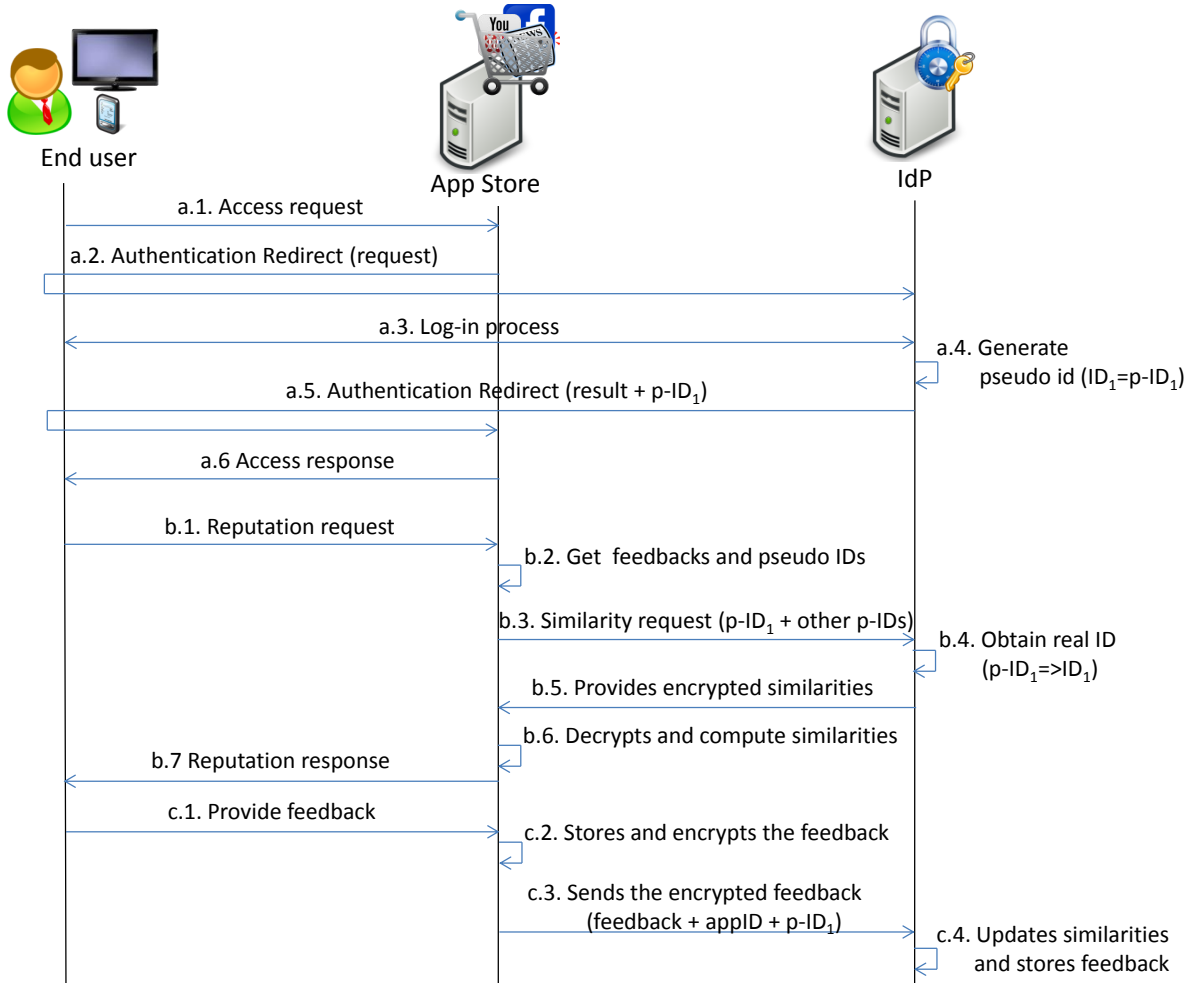 You
NEWS
End user
App Store
IdP
a.1. Access request
a.2. Authentication Redirect (request)
a.3. Log-in process
a.4. Generate
pseudo id (ID₁=p-ID₁)
a.5. Authentication Redirect (result + p-ID₁)
a.6 Access response
b.1. Reputation request
b.2. Get feedbacks and pseudo IDs
b.3. Similarity request (p-ID₁ + other p-IDs)
b.4. Obtain real ID
(p-ID₁=>ID₁)
b.5. Provides encrypted similarities
b.6. Decrypts and compute similarities
b.7 Reputation response
c.1. Provide feedback
c.2. Stores and encrypts the feedback
c.3. Sends the encrypted feedback
(feedback + appID + p-ID₁)
c.4. Updates similarities
and stores feedback